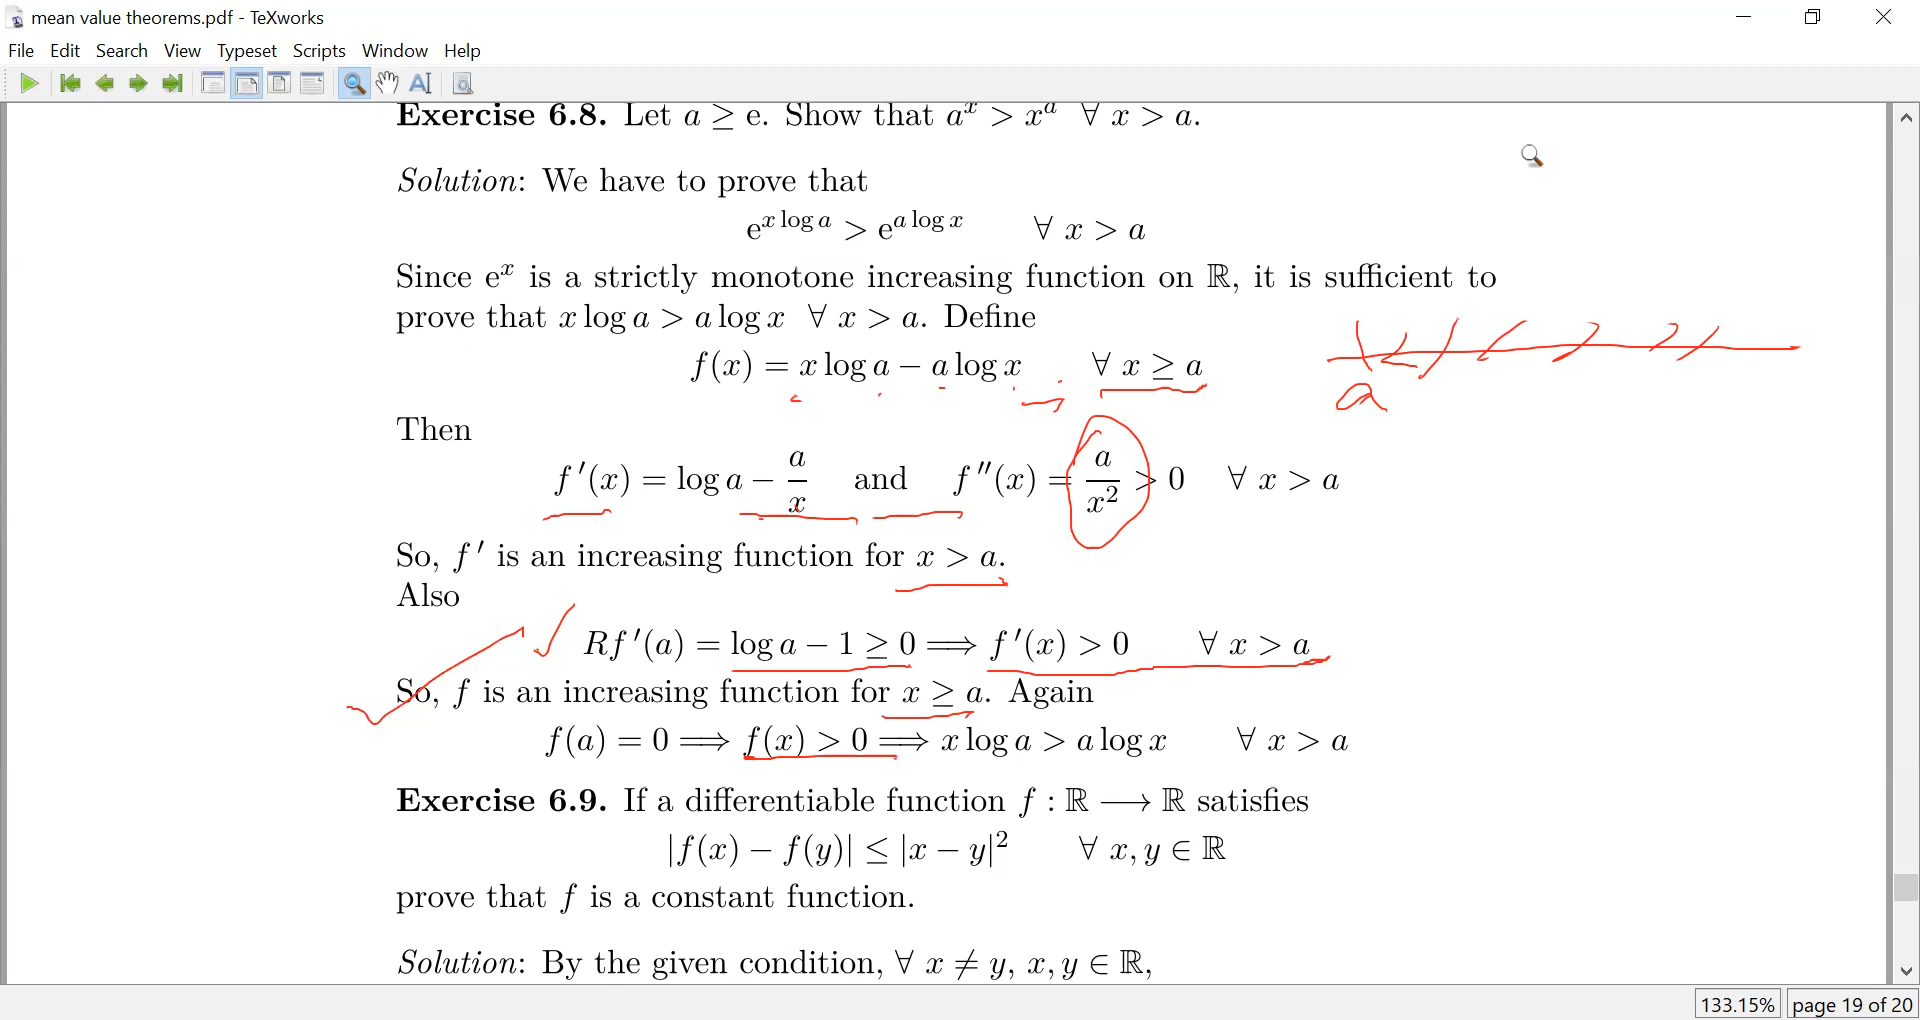 mean value theorems.pdf - TeXworks
File Edit Search View Typeset Scripts Window Help
Exercise 6.8. Let a ≥ e. Show that aˣ > xᵃ ∀ x > a.
Solution: We have to prove that
e^{x log a} > e^{a log x} ∀ x > a
Since eˣ is a strictly monotone increasing function on ℝ, it is sufficient to
prove that x log a > a log x ∀ x > a. Define
f(x) = x log a − a log x ∀ x ≥ a
a
Then
f′(x) = log a − a/x and f″(x) = a/x² > 0 ∀ x > a
So, f′ is an increasing function for x > a.
Also
Rf′(a) = log a − 1 ≥ 0 ⟹ f′(x) > 0 ∀ x > a
So, f is an increasing function for x ≥ a. Again
f(a) = 0 ⟹ f(x) > 0 ⟹ x log a > a log x ∀ x > a
Exercise 6.9. If a differentiable function f : ℝ ⟶ ℝ satisfies
|f(x) − f(y)| ≤ |x − y|² ∀ x, y ∈ ℝ
prove that f is a constant function.
Solution: By the given condition, ∀ x ≠ y, x, y ∈ ℝ,
133.15% page 19 of 20